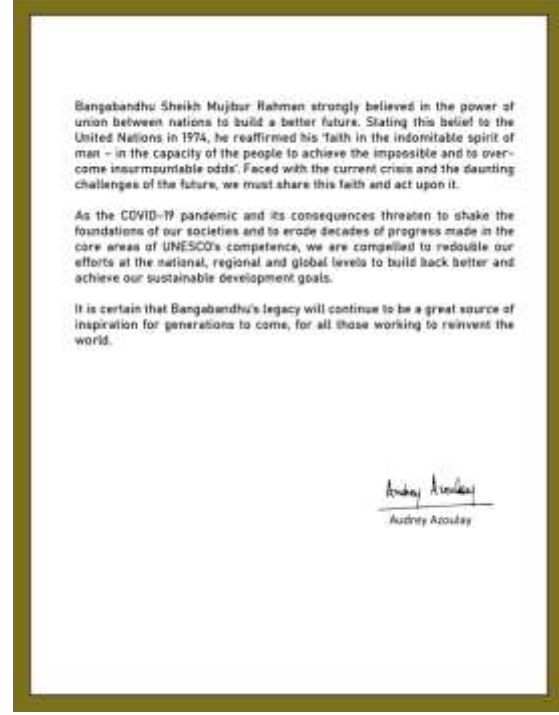 Bangabandhu Sheikh Mujibur Rahman strongly believed in the power of
union between nations to build a better future. Stating this belief to the
United Nations in 1974, he reaffirmed his 'faith in the indomitable spirit of
man – in the capacity of the people to achieve the impossible and to over-
come insurmountable odds'. Faced with the current crisis and the daunting
challenges of the future, we must share this faith and act upon it.
As the COVID-19 pandemic and its consequences threaten to shake the
foundations of our societies and to erode decades of progress made in the
core areas of UNESCO's competence, we are compelled to redouble our
efforts at the national, regional and global levels to build back better and
achieve our sustainable development goals.
It is certain that Bangabandhu's legacy will continue to be a great source of
inspiration for generations to come, for all those working to reinvent the
world.
Audrey Azoulay
Audrey Azoulay